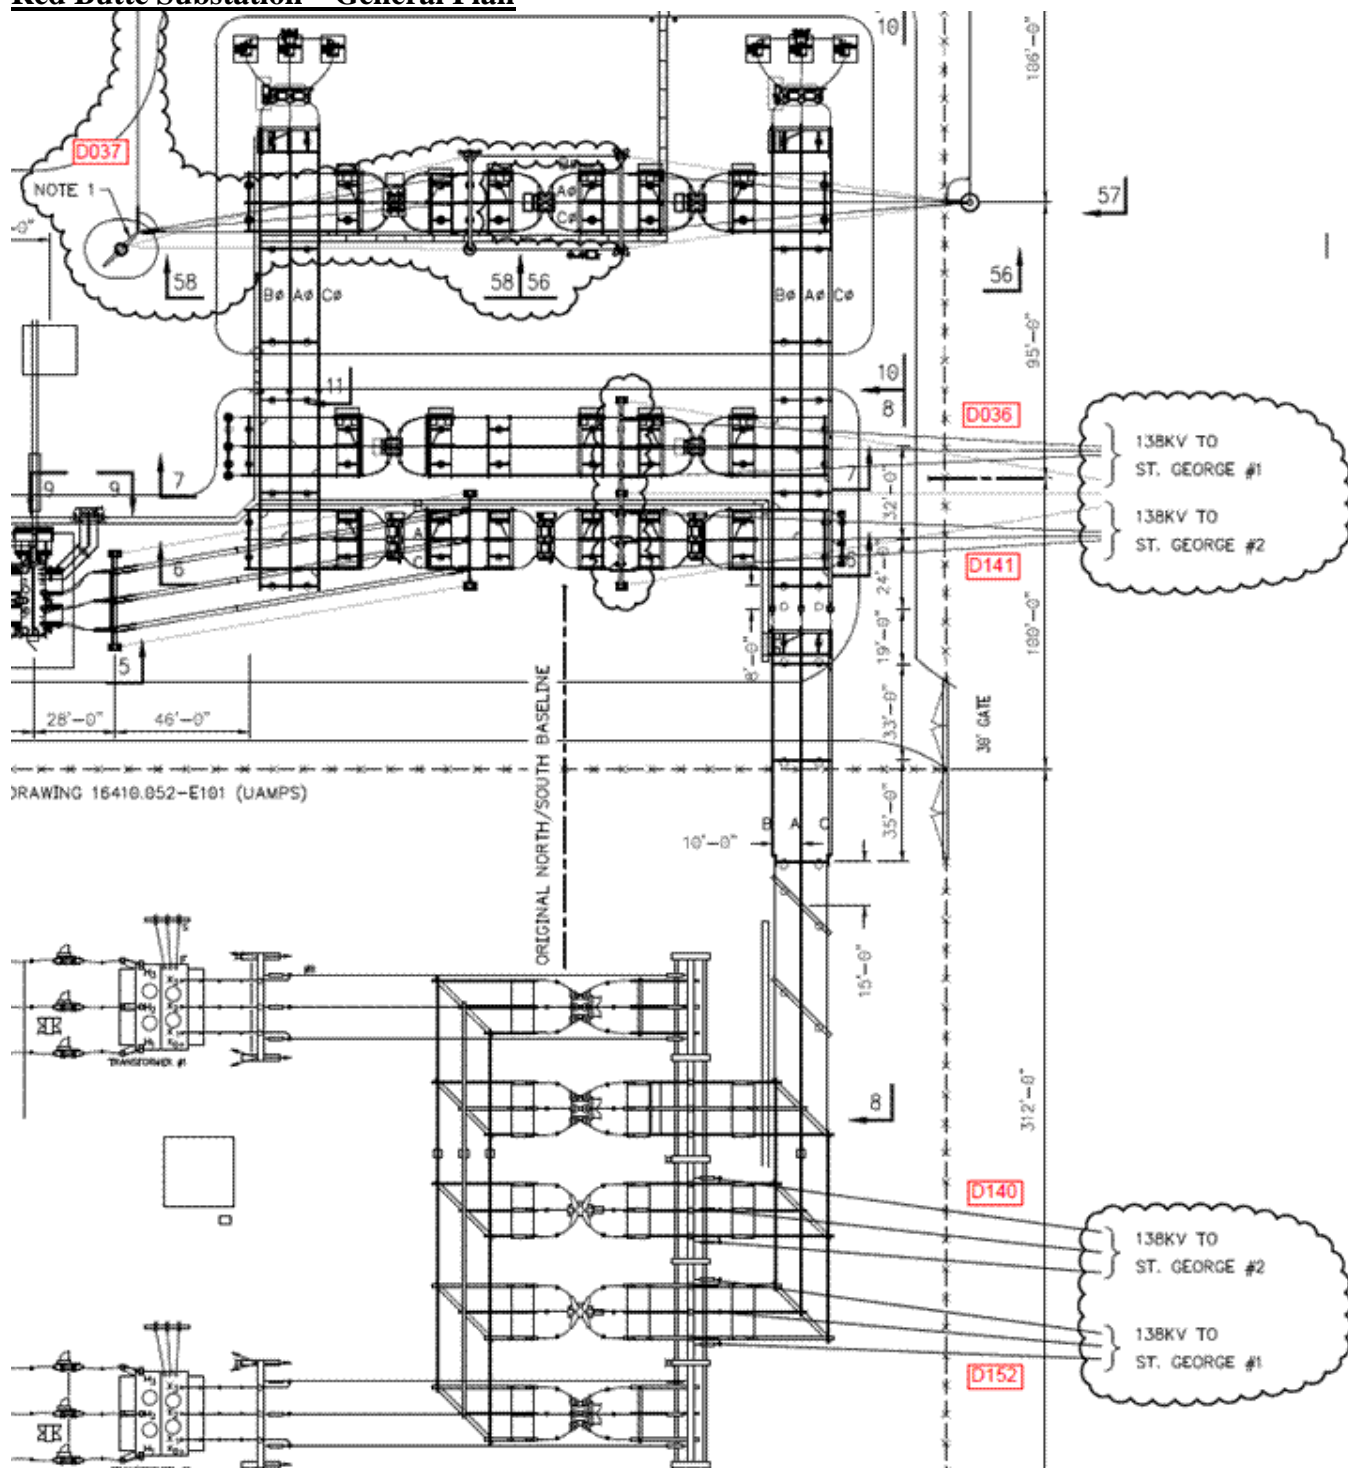 Red Butte Substation – General Plan
10
186'-0"
D037
NOTE 1
57
AØ
CØ
58
58 56
56
BØ AØ CØ
BØ AØ CØ
95'-0"
11
10
8
D036
138KV TO
ST. GEORGE #1
7
7
9 9
32'-0"
138KV TO
ST. GEORGE #2
A
6
D141
24'-0"
5
8'-0"
19'-0"
100'-0"
28'-0"
46'-0"
33'-0"
30' GATE
ORIGINAL NORTH/SOUTH BASELINE
DRAWING 16410.052-E101 (UAMPS)
B A C
10'-0"
35'-0"
15'-0"
TRANSFORMER #1
8
312'-0"
D140
138KV TO
ST. GEORGE #2
138KV TO
ST. GEORGE #1
D152